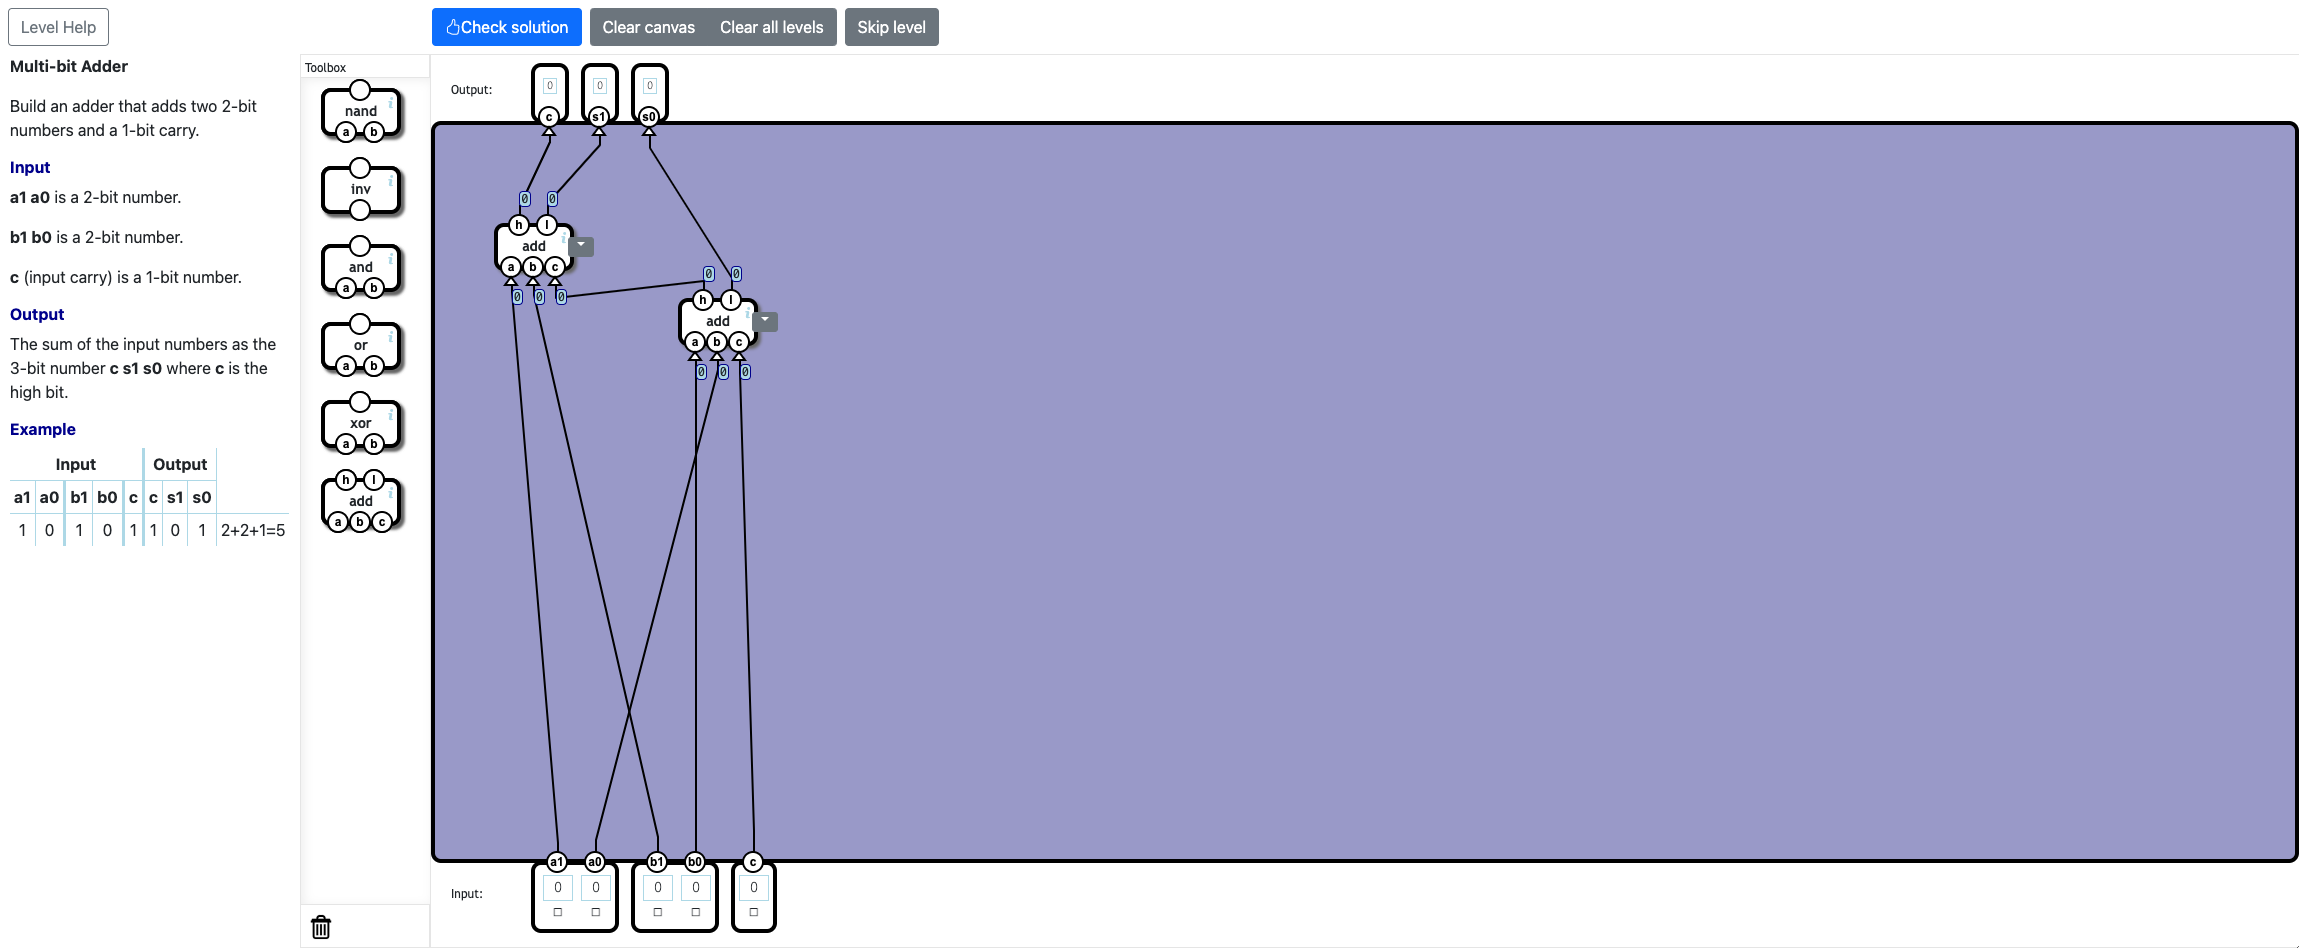 Level Help
Check solution
Clear canvas
Clear all levels
Skip level
Multi-bit Adder
Build an adder that adds two 2-bit
numbers and a 1-bit carry.
Input
a1 a0 is a 2-bit number.
b1 b0 is a 2-bit number.
c (input carry) is a 1-bit number.
Output
The sum of the input numbers as the
3-bit number c s1 s0 where c is the
high bit.
Example
Input Output
a1 a0 b1 b0 c c s1 s0
1 0 1 0 1 1 0 1 2+2+1=5
Toolbox
i
nand
a b
i
inv
i
and
a b
i
or
a b
i
xor
a b
h l
i
add
a b c
Output:
0 0 0
c s1 s0
0 0
h l
i
add
a b c
0 0 0
0 0
h l
i
add
a b c
0 0 0
a1 a0 b1 b0 c
Input:
0 0 0 0 0